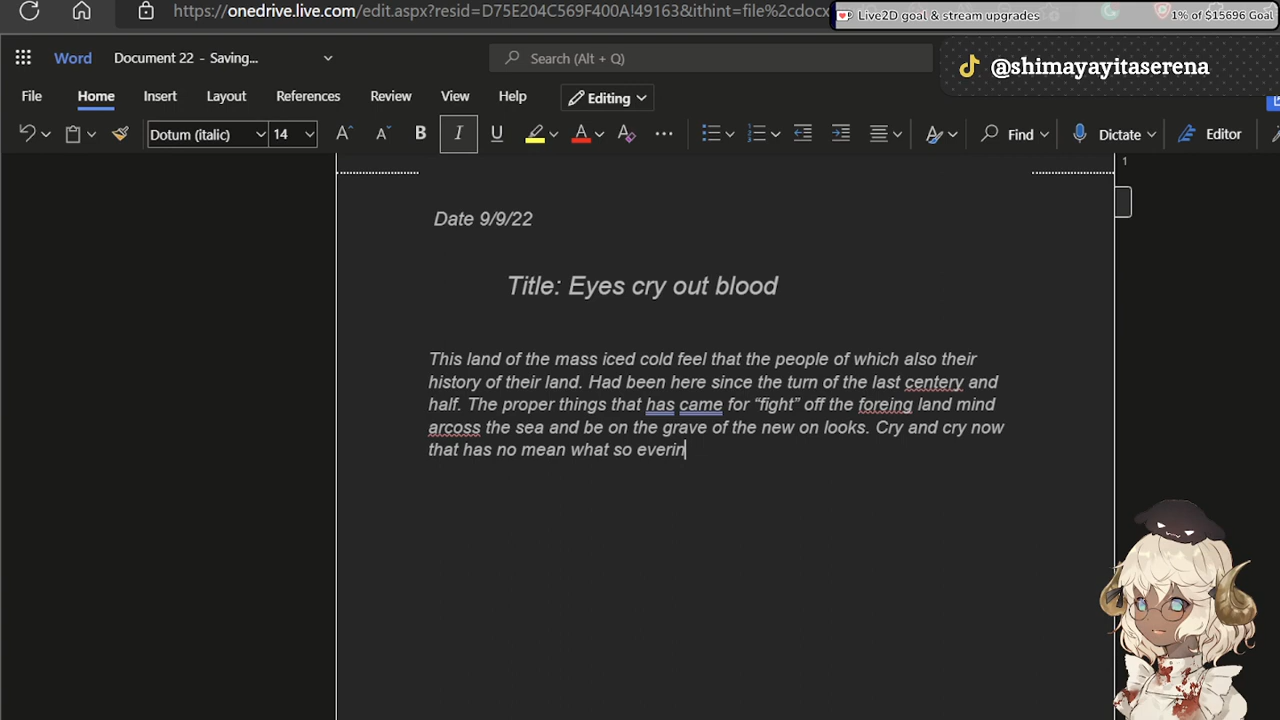 https://onedrive.live.com/edit.aspx?resid=D75E204C569F400A!49163&ithint=file%2cdocx
Live2D goal & stream upgrades
1% of $15696 Goal
Word
Document 22 - Saving...
Search (Alt + Q)
@shimayayitaserena
File
Home
Insert
Layout
References
Review
View
Help
Editing
Dotum (italic)
14
A
A
B
I
U
A
A
Find
Dictate
Editor
1
Date 9/9/22
Title: Eyes cry out blood
This land of the mass iced cold feel that the people of which also their
history of their land. Had been here since the turn of the last centery and
half. The proper things that has came for “fight” off the foreing land mind
arcoss the sea and be on the grave of the new on looks. Cry and cry now
that has no mean what so everin